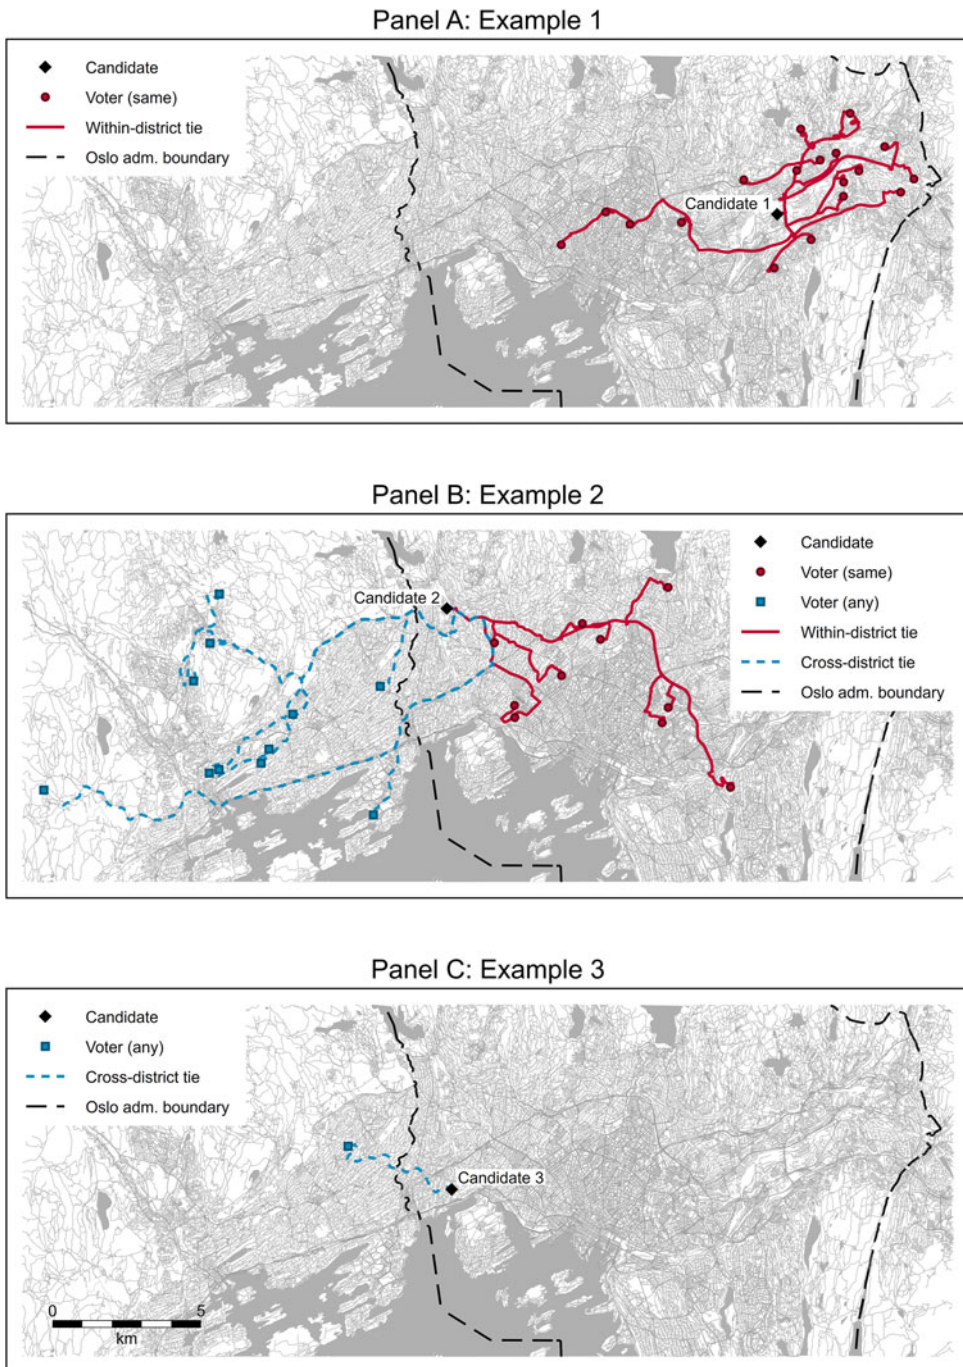 Panel A: Example 1
Candidate
Voter (same)
Within-district tie
Oslo adm. boundary
Candidate 1
Panel B: Example 2
Candidate
Voter (same)
Voter (any)
Within-district tie
Cross-district tie
Oslo adm. boundary
Candidate 2
Panel C: Example 3
Candidate
Voter (any)
Cross-district tie
Oslo adm. boundary
Candidate 3
0 5
km